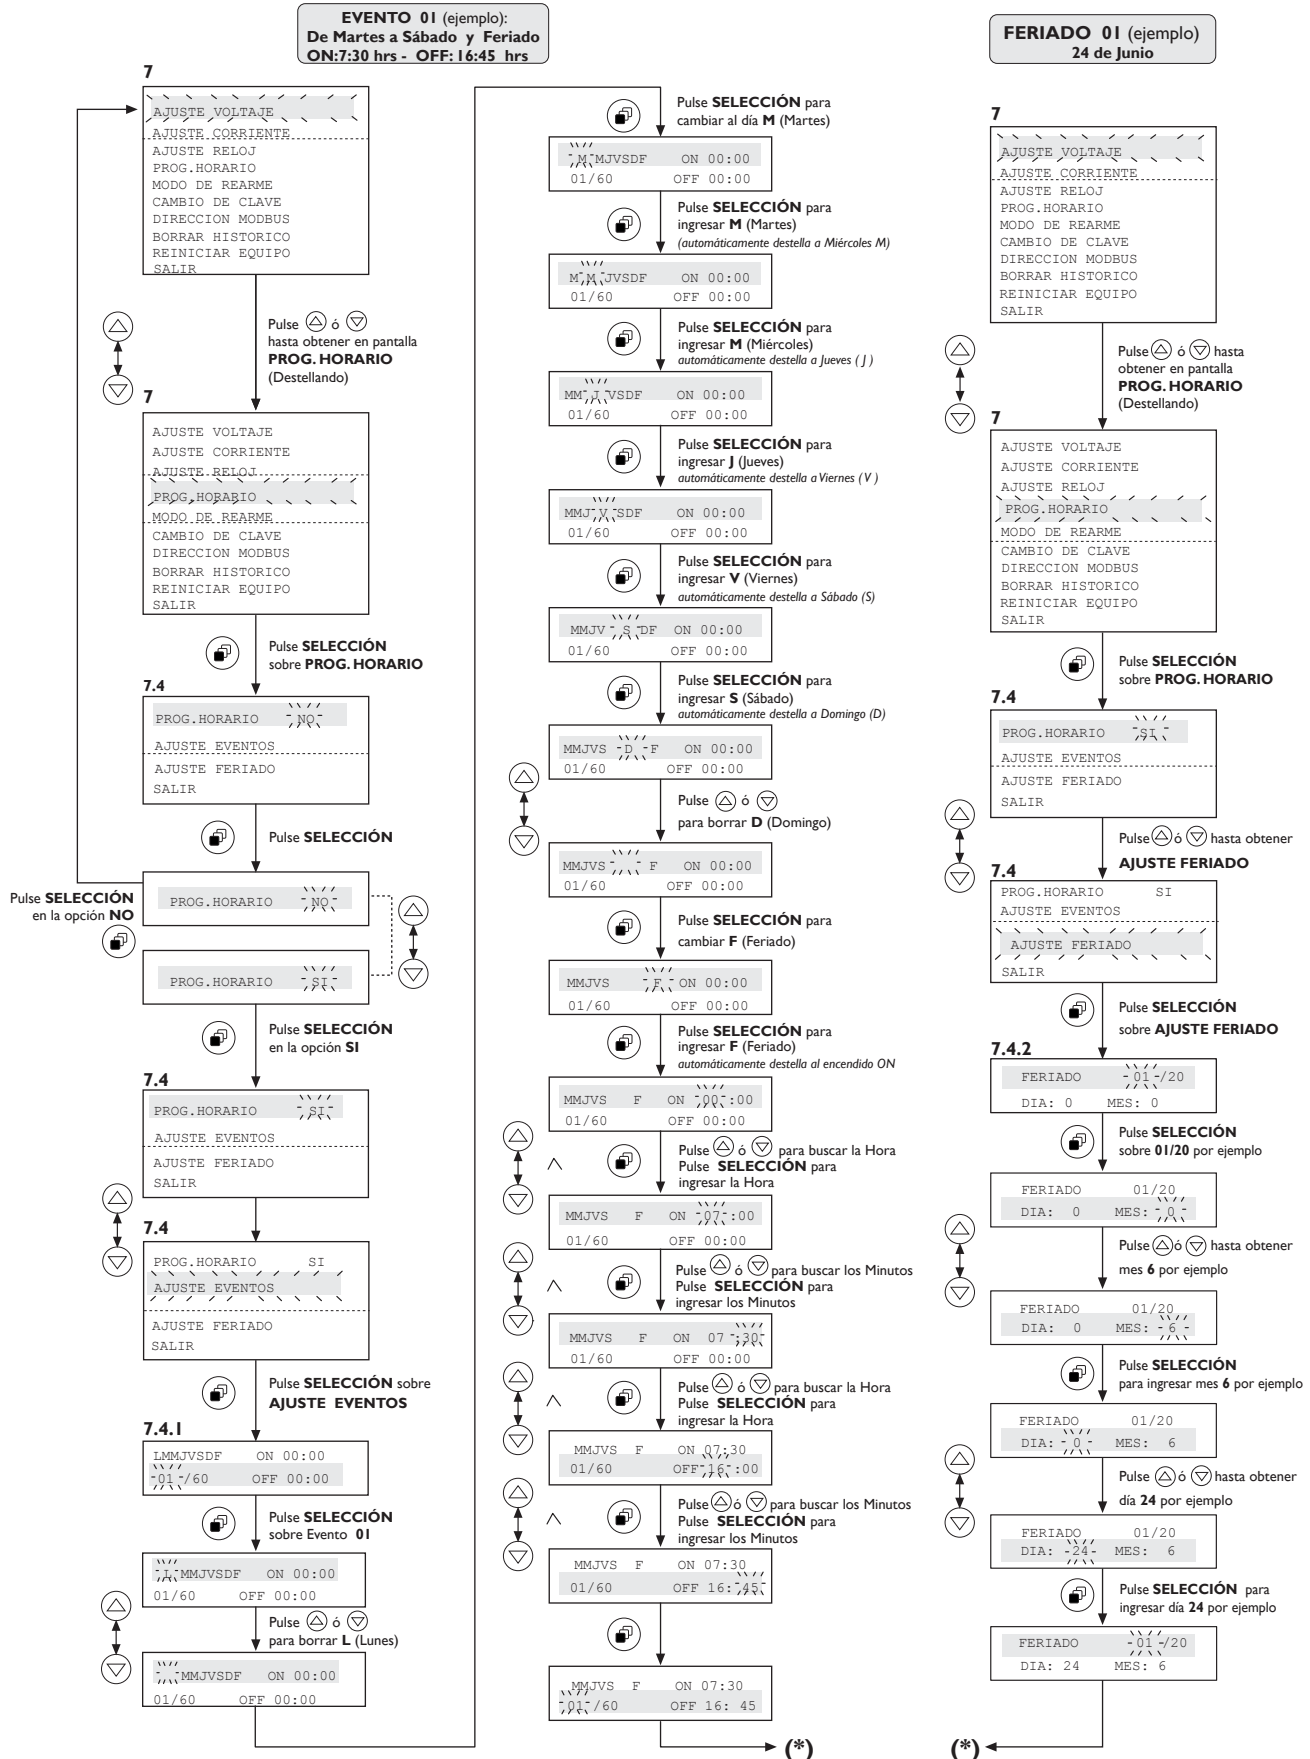 EVENTO 01 (ejemplo):
De Martes a Sábado y Feriado
ON:7:30 hrs - OFF: 16:45 hrs
7
AJUSTE VOLTAJE
AJUSTE CORRIENTE
AJUSTE RELOJ
PROG.HORARIO
MODO DE REARME
CAMBIO DE CLAVE
DIRECCION MODBUS
BORRAR HISTORICO
REINICIAR EQUIPO
SALIR
Pulse ó
hasta obtener en pantalla
PROG. HORARIO
(Destellando)
7
AJUSTE VOLTAJE
AJUSTE CORRIENTE
AJUSTE RELOJ
PROG.HORARIO
MODO DE REARME
CAMBIO DE CLAVE
DIRECCION MODBUS
BORRAR HISTORICO
REINICIAR EQUIPO
SALIR
Pulse SELECCIÓN
sobre PROG. HORARIO
7.4
PROG.HORARIO NO
AJUSTE EVENTOS
AJUSTE FERIADO
SALIR
Pulse SELECCIÓN
Pulse SELECCIÓN
en la opción NO
PROG.HORARIO NO
PROG.HORARIO SI
Pulse SELECCIÓN
en la opción SI
7.4
PROG.HORARIO SI
AJUSTE EVENTOS
AJUSTE FERIADO
SALIR
7.4
PROG.HORARIO SI
AJUSTE EVENTOS
AJUSTE FERIADO
SALIR
Pulse SELECCIÓN sobre
AJUSTE EVENTOS
7.4.1
LMMJVSDF ON 00:00
01 /60 OFF 00:00
Pulse SELECCIÓN
sobre Evento 01
L MMJVSDF ON 00:00
01/60 OFF 00:00
Pulse ó
para borrar L (Lunes)
MMJVSDF ON 00:00
01/60 OFF 00:00
Pulse SELECCIÓN para
cambiar al día M (Martes)
M MJVSDF ON 00:00
01/60 OFF 00:00
Pulse SELECCIÓN para
ingresar M (Martes)
(automáticamente destella a Miércoles M)
M M JVSDF ON 00:00
01/60 OFF 00:00
Pulse SELECCIÓN para
ingresar M (Miércoles)
automáticamente destella a Jueves ( J )
MM J VSDF ON 00:00
01/60 OFF 00:00
Pulse SELECCIÓN para
ingresar J (Jueves)
automáticamente destella a Viernes ( V )
MMJ V SDF ON 00:00
01/60 OFF 00:00
Pulse SELECCIÓN para
ingresar V (Viernes)
automáticamente destella a Sábado (S)
MMJV S DF ON 00:00
01/60 OFF 00:00
Pulse SELECCIÓN para
ingresar S (Sábado)
automáticamente destella a Domingo (D)
MMJVS D F ON 00:00
01/60 OFF 00:00
Pulse ó
para borrar D (Domingo)
MMJVS F ON 00:00
01/60 OFF 00:00
Pulse SELECCIÓN para
cambiar F (Feriado)
MMJVS F ON 00:00
01/60 OFF 00:00
Pulse SELECCIÓN para
ingresar F (Feriado)
automáticamente destella al encendido ON
MMJVS F ON 00 :00
01/60 OFF 00:00
Pulse ó para buscar la Hora
Pulse SELECCIÓN para
ingresar la Hora
MMJVS F ON 07 :00
01/60 OFF 00:00
Pulse ó para buscar los Minutos
Pulse SELECCIÓN para
ingresar los Minutos
MMJVS F ON 07 :30
01/60 OFF 00:00
Pulse ó para buscar la Hora
Pulse SELECCIÓN para
ingresar la Hora
MMJVS F ON 07:30
01/60 OFF 16 :00
Pulse ó para buscar los Minutos
Pulse SELECCIÓN para
ingresar los Minutos
MMJVS F ON 07:30
01/60 OFF 16: 45
MMJVS F ON 07:30
01 /60 OFF 16: 45
(*)
FERIADO 01 (ejemplo)
24 de Junio
7
AJUSTE VOLTAJE
AJUSTE CORRIENTE
AJUSTE RELOJ
PROG.HORARIO
MODO DE REARME
CAMBIO DE CLAVE
DIRECCION MODBUS
BORRAR HISTORICO
REINICIAR EQUIPO
SALIR
Pulse ó hasta
obtener en pantalla
PROG. HORARIO
(Destellando)
7
AJUSTE VOLTAJE
AJUSTE CORRIENTE
AJUSTE RELOJ
PROG.HORARIO
MODO DE REARME
CAMBIO DE CLAVE
DIRECCION MODBUS
BORRAR HISTORICO
REINICIAR EQUIPO
SALIR
Pulse SELECCIÓN
sobre PROG. HORARIO
7.4
PROG.HORARIO SI
AJUSTE EVENTOS
AJUSTE FERIADO
SALIR
Pulse ó hasta obtener
AJUSTE FERIADO
7.4
PROG.HORARIO SI
AJUSTE EVENTOS
AJUSTE FERIADO
SALIR
Pulse SELECCIÓN
sobre AJUSTE FERIADO
7.4.2
FERIADO 01 /20
DIA: 0 MES: 0
Pulse SELECCIÓN
sobre 01/20 por ejemplo
FERIADO 01/20
DIA: 0 MES: 0
Pulse ó hasta obtener
mes 6 por ejemplo
FERIADO 01/20
DIA: 0 MES: 6
Pulse SELECCIÓN
para ingresar mes 6 por ejemplo
FERIADO 01/20
DIA: 0 MES: 6
Pulse ó hasta obtener
día 24 por ejemplo
FERIADO 01/20
DIA: 24 MES: 6
Pulse SELECCIÓN para
ingresar día 24 por ejemplo
FERIADO 01 /20
DIA: 24 MES: 6
(*)